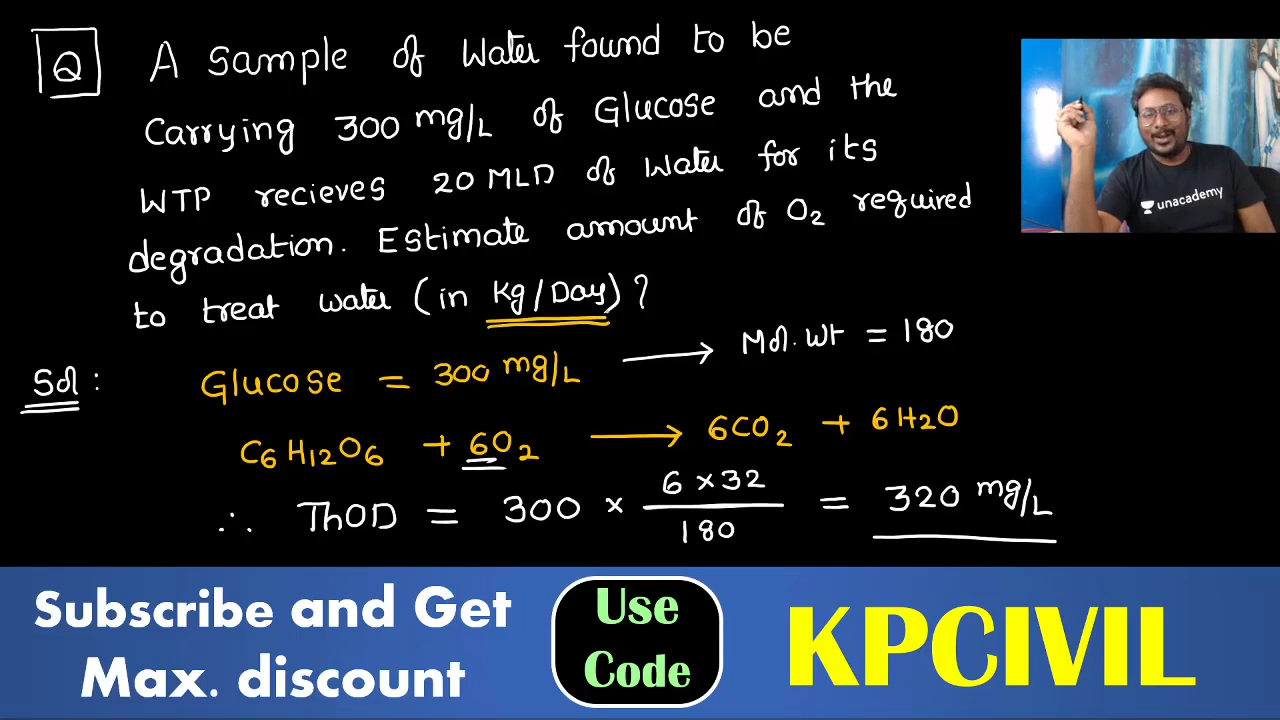 Q A Sample of Water found to be
Carrying 300 mg/L of Glucose and the
WTP recieves 20 MLD of Water for its
degradation. Estimate amount of O2 required
to treat water (in Kg/Day)?
unacademy
Sol: Glucose = 300 mg/L → Mol.wt = 180
C6H12O6 + 6O2 → 6CO2 + 6H2O
∴ ThOD = 300 × 6×32/180 = 320 mg/L
Subscribe and Get
Max. discount
Use
Code
KPCIVIL